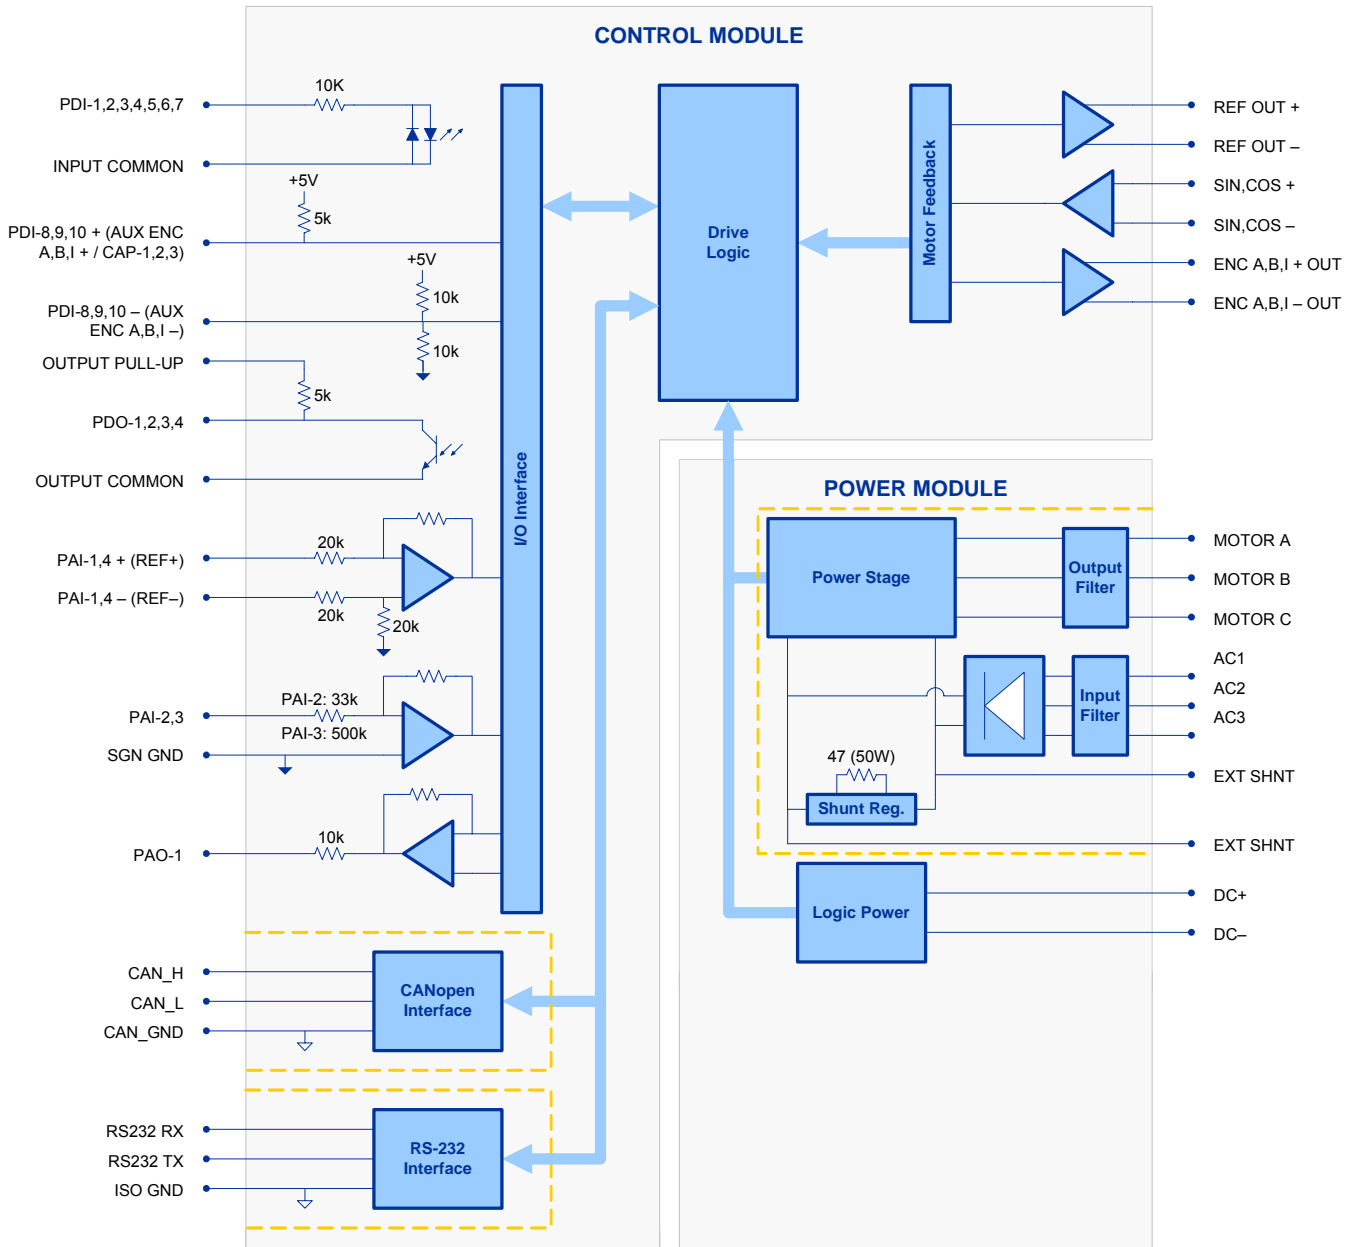 CONTROL MODULE
PDI-1,2,3,4,5,6,7
10K
INPUT COMMON
+5V
5k
PDI-8,9,10 + (AUX ENC
A,B,I + / CAP-1,2,3)
+5V
10k
PDI-8,9,10 – (AUX
ENC A,B,I –)
10k
OUTPUT PULL-UP
5k
PDO-1,2,3,4
OUTPUT COMMON
20k
PAI-1,4 + (REF+)
PAI-1,4 – (REF–)
20k
20k
PAI-2: 33k
PAI-2,3
PAI-3: 500k
SGN GND
10k
PAO-1
I/O Interface
CAN_H
CAN_L
CAN_GND
CANopen
Interface
RS232 RX
RS232 TX
ISO GND
RS-232
Interface
Drive
Logic
Motor Feedback
REF OUT +
REF OUT –
SIN,COS +
SIN,COS –
ENC A,B,I + OUT
ENC A,B,I – OUT
POWER MODULE
Power Stage
Output
Filter
MOTOR A
MOTOR B
MOTOR C
Input
Filter
AC1
AC2
AC3
47 (50W)
Shunt Reg.
EXT SHNT
EXT SHNT
Logic Power
DC+
DC–